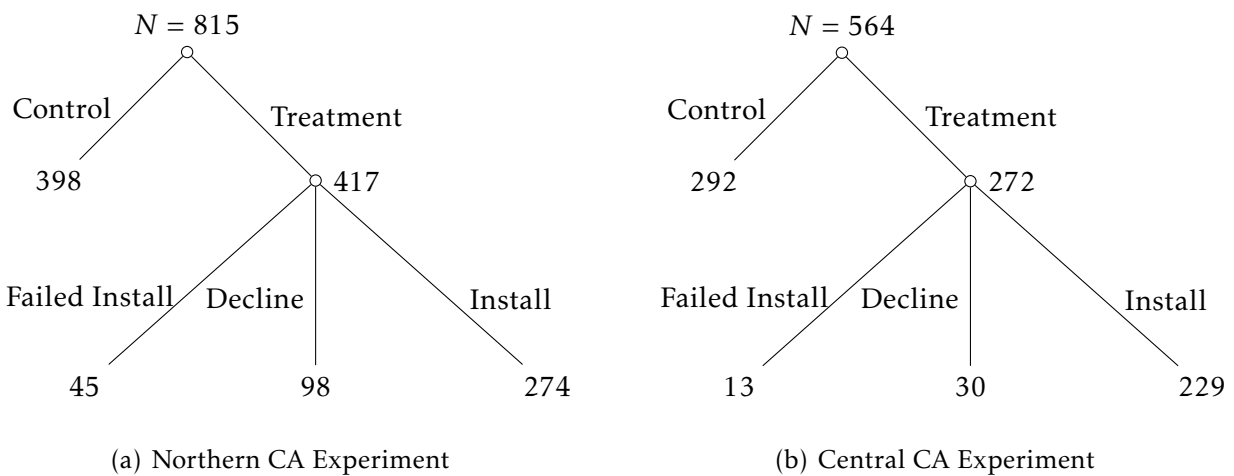 N = 815
Control
Treatment
398
417
Failed Install
Decline
Install
45
98
274
(a) Northern CA Experiment
N = 564
Control
Treatment
292
272
Failed Install
Decline
Install
13
30
229
(b) Central CA Experiment